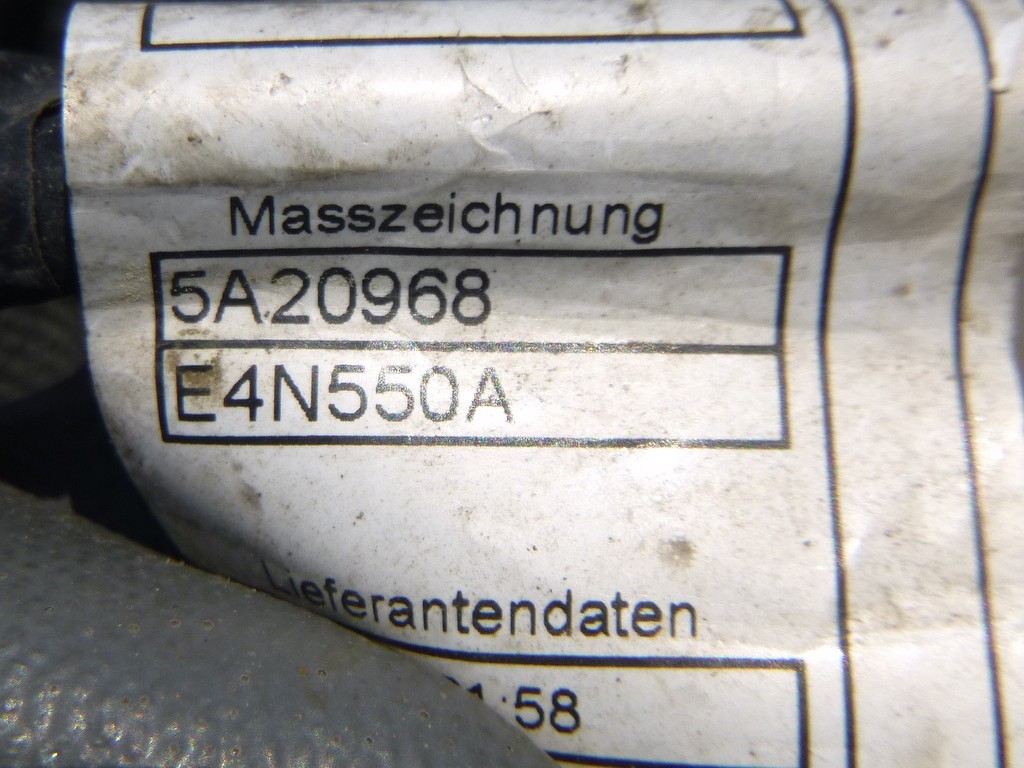 Masszeichnung
5A20968
E4N550A
Lieferantendaten
:58